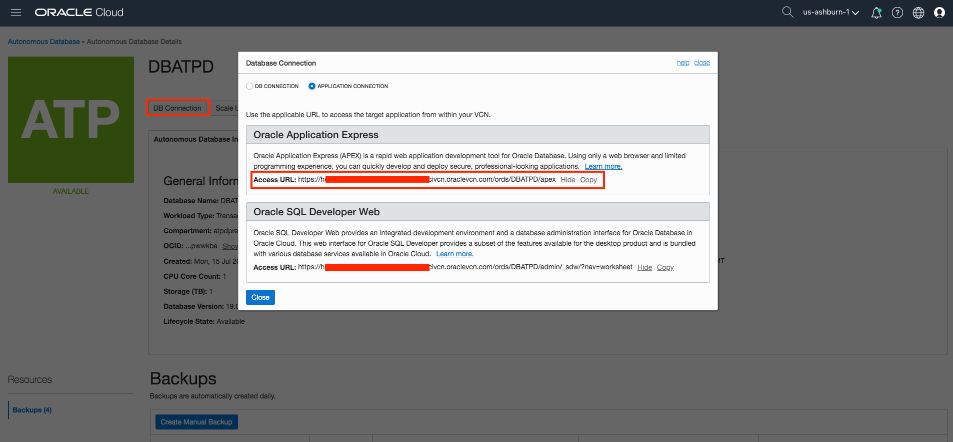 ORACLE Cloud
us-ashburn-1
Autonomous Database » Autonomous Database Details
ATP
AVAILABLE
DBATPD
DB Connection
Scale U
Autonomous Database In
General Inform
Database Name: DBAT
Workload Type: Transa
Compartment: atpdpre
OCID: ...pwwkba Show
Created: Mon, 15 Jul 20
MT
CPU Core Count: 1
Storage (TB): 1
Database Version: 19.0
Lifecycle State: Available
Database Connection
help close
DB CONNECTION
APPLICATION CONNECTION
Use the applicable URL to access the target application from within your VCN.
Oracle Application Express
Oracle Application Express (APEX) is a rapid web application development tool for Oracle Database. Using only a web browser and limited
programming experience, you can quickly develop and deploy secure, professional-looking applications. Learn more.
Access URL: https://h civcn.oraclevcn.com/ords/DBATPD/apex Hide Copy
Oracle SQL Developer Web
Oracle SQL Developer Web provides an integrated development environment and a database administration interface for Oracle Database in
Oracle Cloud. This web interface for Oracle SQL Developer provides a subset of the features available for the desktop product and is bundled
with various database services available in Oracle Cloud. Learn more.
Access URL: https://h civcn.oraclevcn.com/ords/DBATPD/admin/_sdw/?nav=worksheet Hide Copy
Close
Resources
Backups (4)
Backups
Backups are automatically created daily.
Create Manual Backup